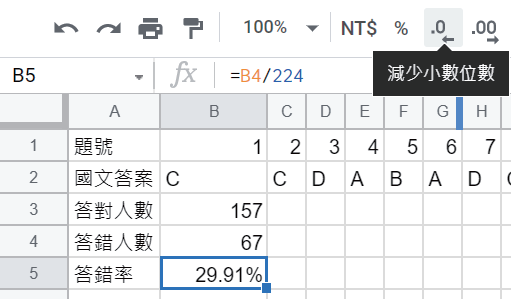 100% NT$ % .0 .00
減少小數位數
B5 fx =B4/224
A B C D E F G H
1 題號 1 2 3 4 5 6 7
2 國文答案 C C D A B A D
3 答對人數 157
4 答錯人數 67
5 答錯率 29.91%